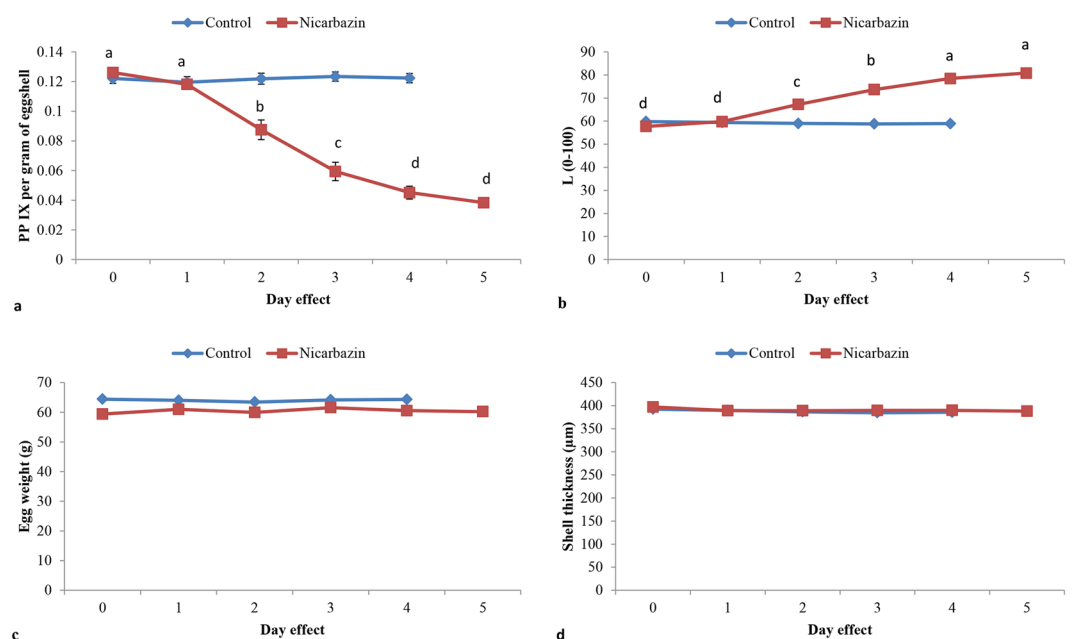 Control Nicarbazin
PP IX per gram of eggshell
0.14
0.12
0.1
0.08
0.06
0.04
0.02
0
a
a
b
c
d
d
0 1 2 3 4 5
Day effect
a
Control Nicarbazin
L (0-100)
90
80
70
60
50
40
30
20
10
0
d
d
c
b
a
a
0 1 2 3 4 5
Day effect
b
Control Nicarbazin
Egg weight (g)
70
60
50
40
30
20
10
0
0 1 2 3 4 5
Day effect
c
Control Nicarbazin
Shell thickness (µm)
450
400
350
300
250
200
150
100
50
0
0 1 2 3 4 5
Day effect
d